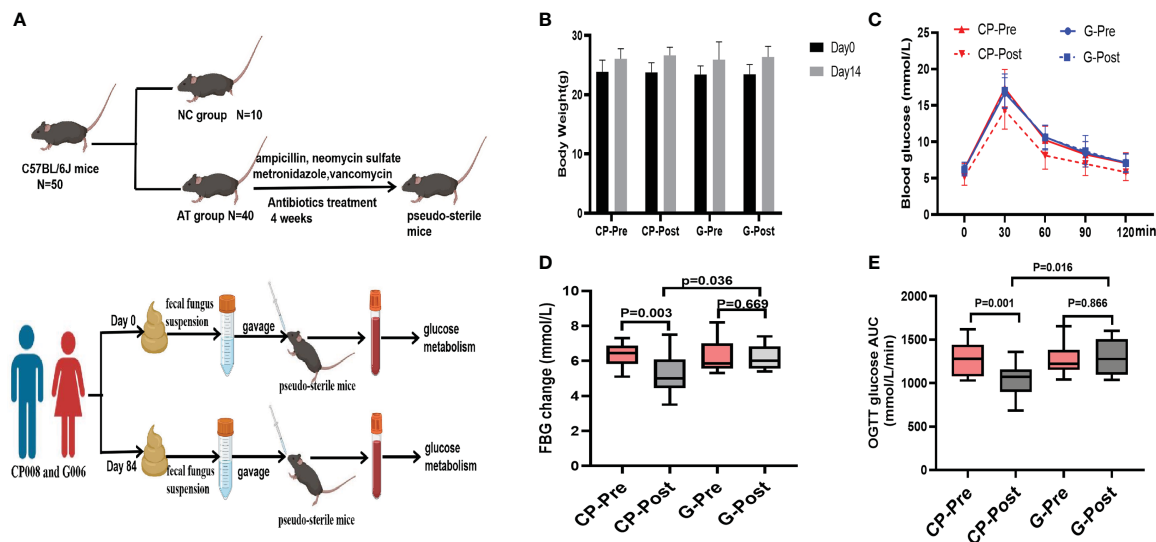 A
NC group N=10
C57BL/6J mice
N=50
ampicillin, neomycin sulfate
metronidazole,vancomycin
AT group N=40
Antibiotics treatment
4 weeks
pseudo-sterile
mice
Day 0
fecal fungus
suspension
gavage
glucose
metabolism
pseudo-sterile mice
CP008 and G006
Day 84
fecal fungus
suspension
gavage
glucose
metabolism
pseudo-sterile mice
B
Body Weight(g)
30
20
10
0
CP-Pre
CP-Post
G-Pre
G-Post
Day0
Day14
C
Blood glucose (mmol/L)
25
20
15
10
5
0
0
30
60
90
120
min
CP-Pre
CP-Post
G-Pre
G-Post
D
FBG change (mmol/L)
10
8
6
4
2
0
P=0.003
p=0.036
P=0.669
CP-Pre
CP-Post
G-Pre
G-Post
E
OGTT glucose AUC
(mmol/L/min)
2000
1500
1000
500
0
P=0.001
P=0.016
P=0.866
CP-Pre
CP-Post
G-Pre
G-Post